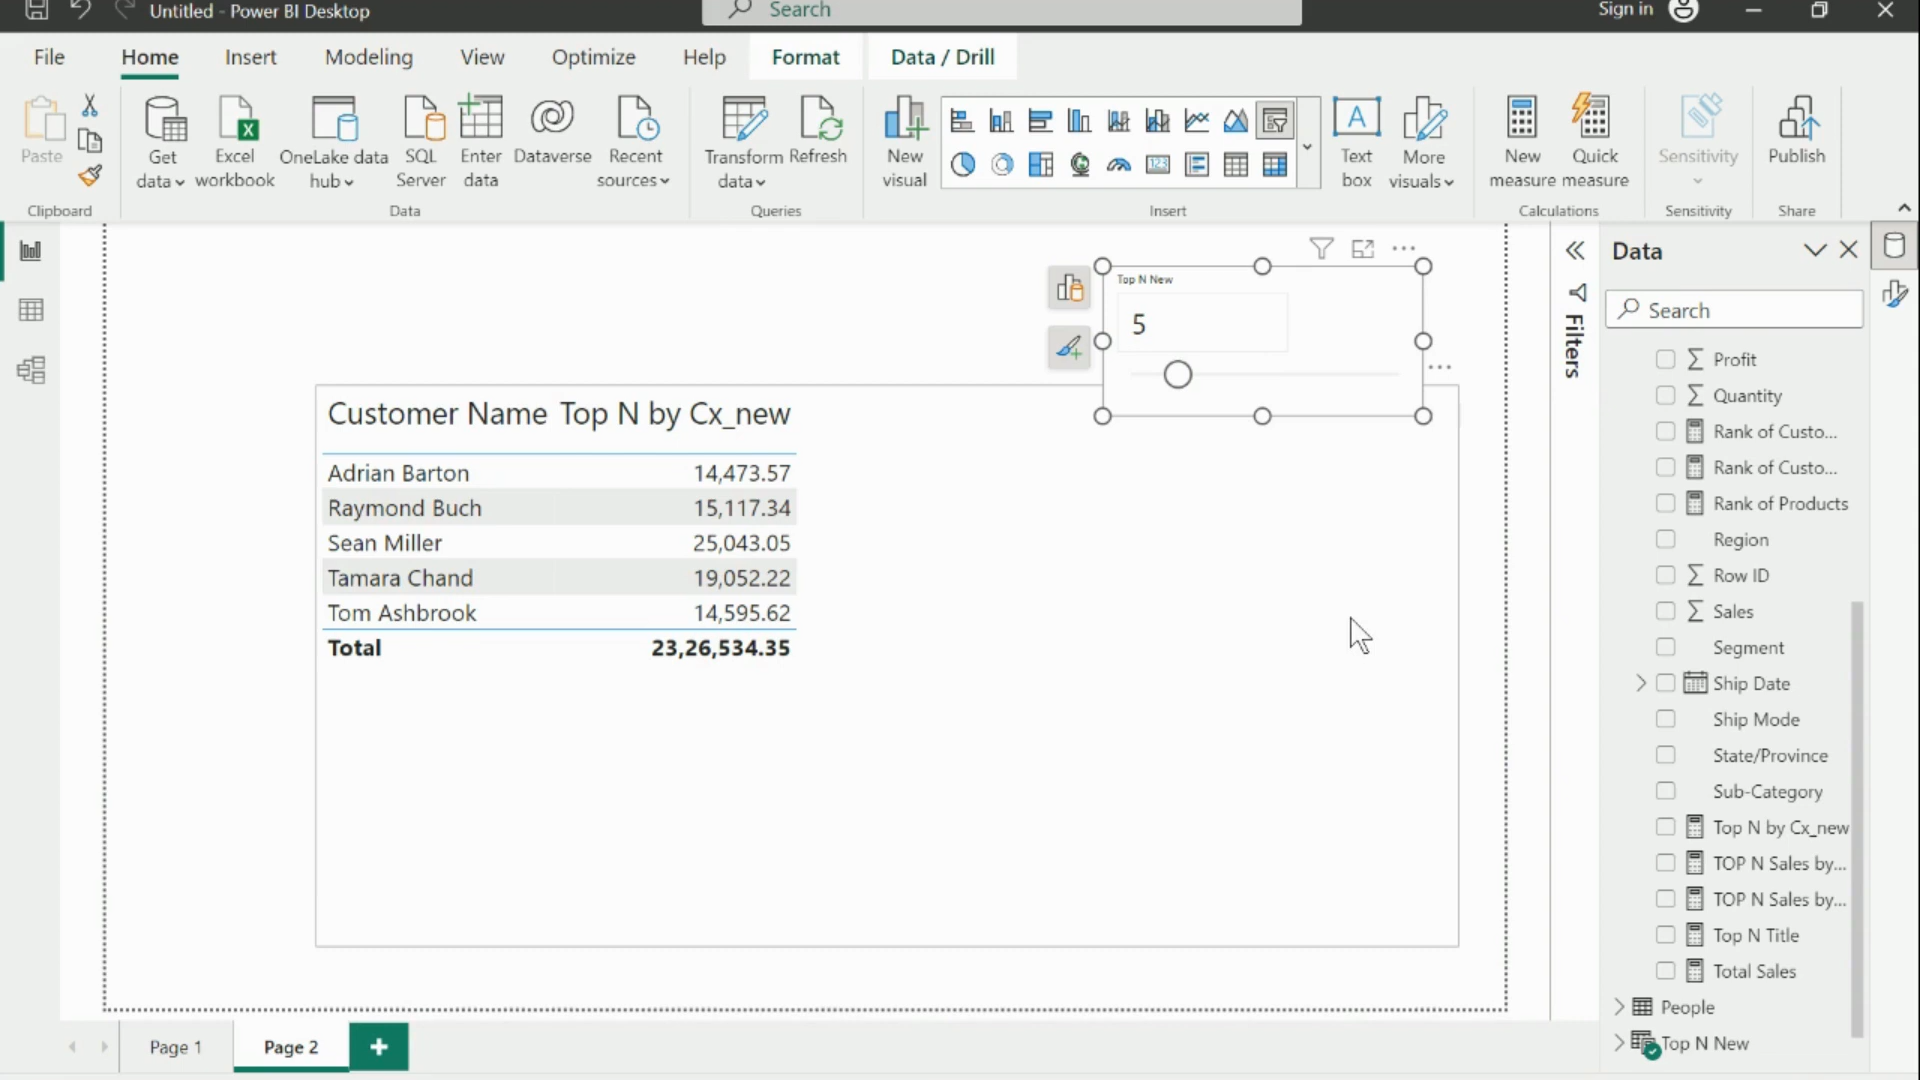 Untitled - Power BI Desktop
Search
Sign in
File
Home
Insert
Modeling
View
Optimize
Help
Format
Data / Drill
Paste
Get data
Excel workbook
OneLake data hub
SQL Server
Enter data
Dataverse
Recent sources
Transform data
Refresh
New visual
123
A
Text box
More visuals
New measure
Quick measure
Sensitivity
Publish
Clipboard
Data
Queries
Insert
Calculations
Sensitivity
Share
Top N New
5
Customer Name Top N by Cx_new
Adrian Barton 14,473.57
Raymond Buch 15,117.34
Sean Miller 25,043.05
Tamara Chand 19,052.22
Tom Ashbrook 14,595.62
Total 23,26,534.35
Filters
Data
Search
Profit
Quantity
Rank of Custo...
Rank of Custo...
Rank of Products
Region
Row ID
Sales
Segment
Ship Date
Ship Mode
State/Province
Sub-Category
Top N by Cx_new
TOP N Sales by...
TOP N Sales by...
Top N Title
Total Sales
People
Top N New
Page 1
Page 2